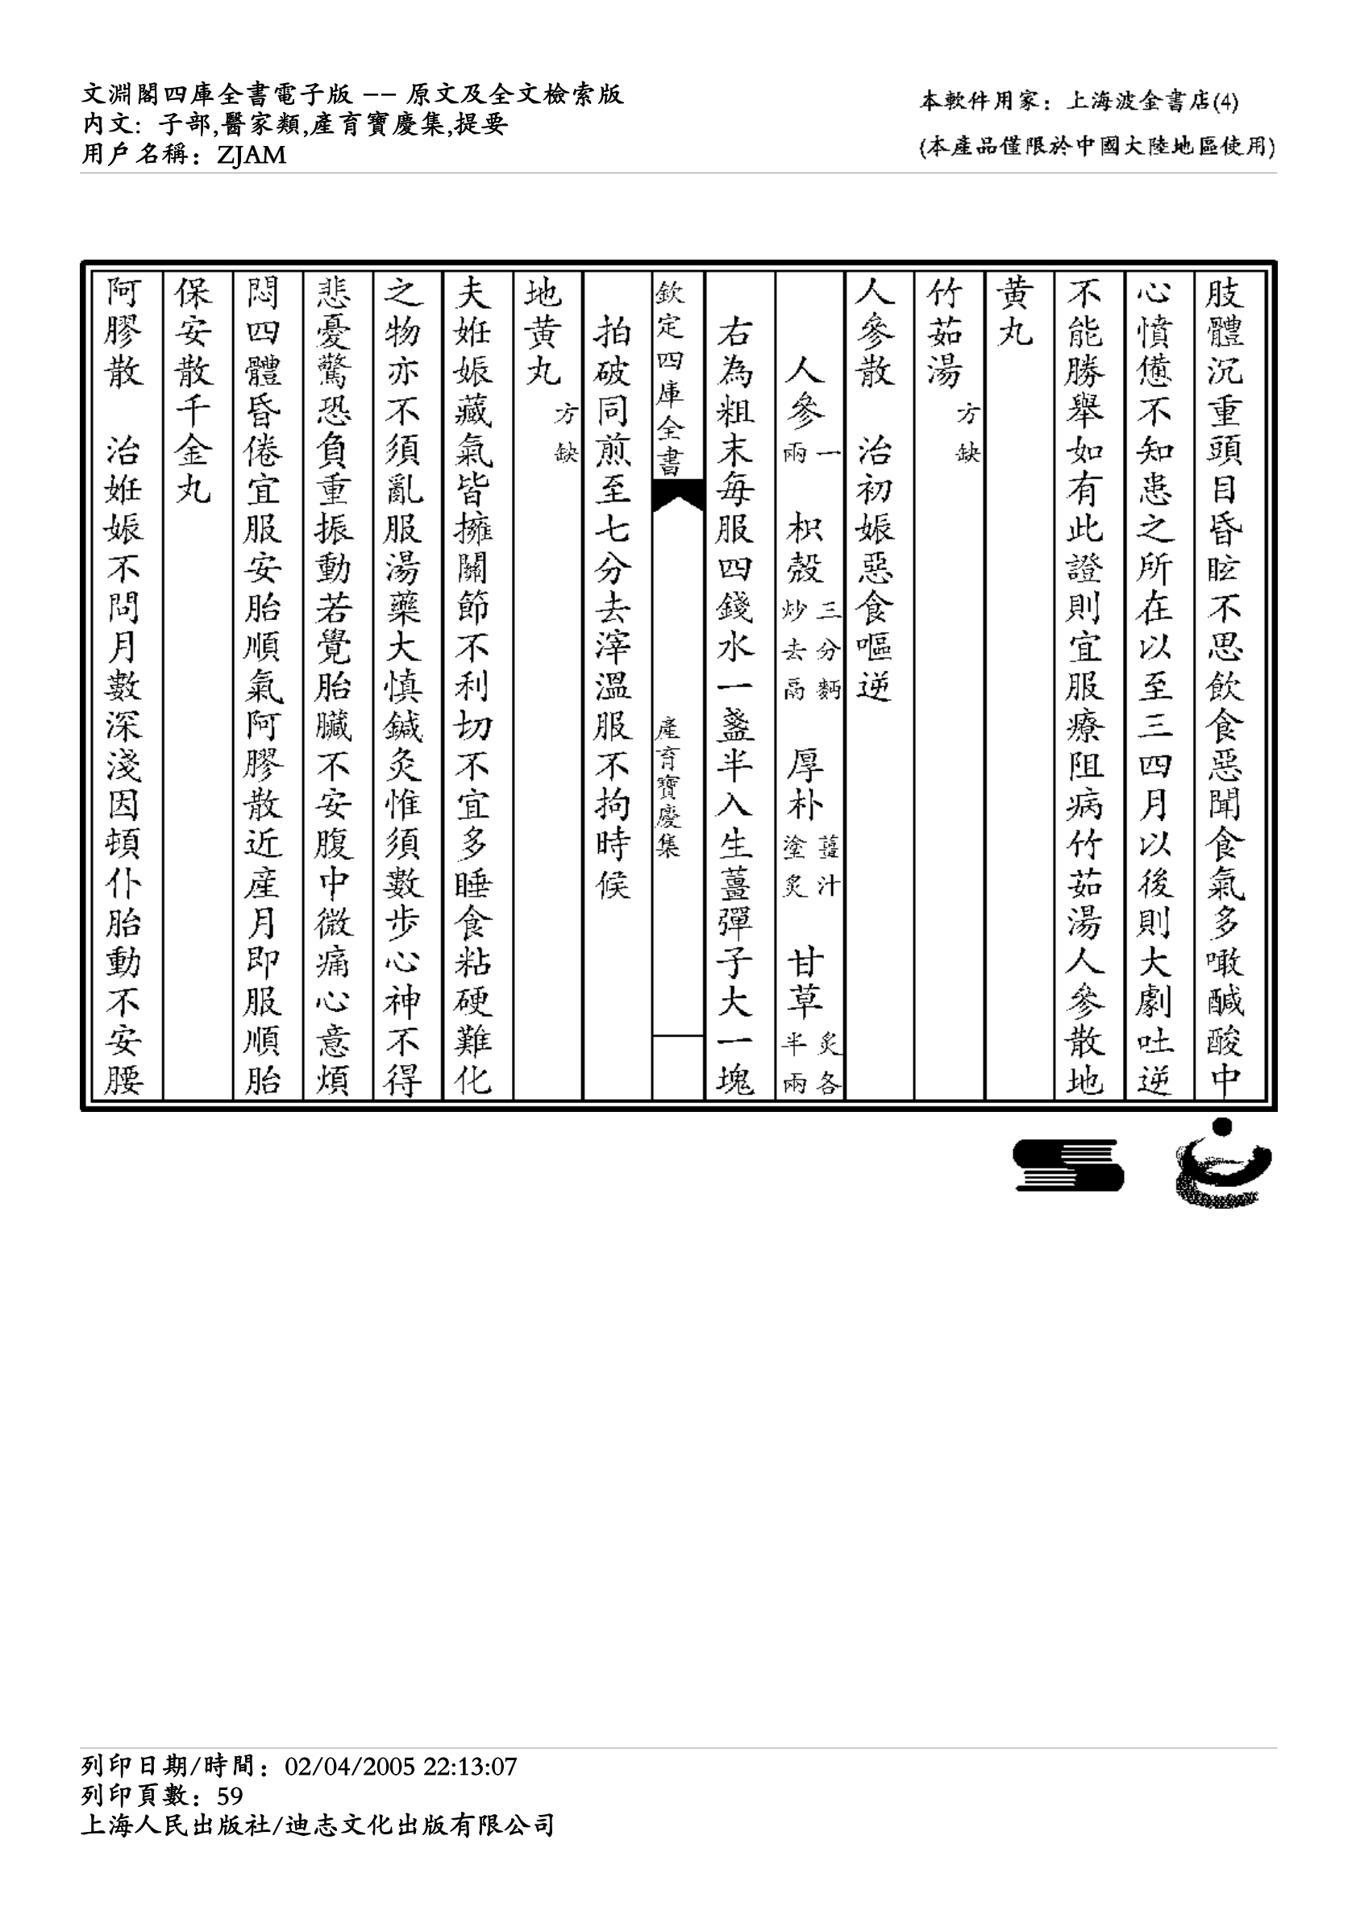 文淵閣四庫全書電子版 -- 原文及全文檢索版
內文: 子部,醫家類,產育寶慶集,提要
用戶名稱: ZJAM
本軟件用家: 上海波金書店(4)
(本產品僅限於中國大陸地區使用)
肢體沉重頭目昏眩不思飲食惡聞食氣多噉醎酸中
心憒憊不知患之所在以至三四月以後則大劇吐逆
不能勝舉如有此證則宜服療阻病竹茹湯人參散地
黃丸
竹茹湯 方缺
人參散 治初娠惡食嘔逆
人參 一兩 枳殼 三分麪炒去鬲 厚朴 薑汁塗炙 甘草 炙各半兩
右為粗末每服四錢水一盞半入生薑彈子大一塊
欽定四庫全書 產育寶慶集
拍破同煎至七分去滓溫服不拘時候
地黃丸 方缺
夫妊娠藏氣皆擁關節不利切不宜多睡食粘硬難化
之物亦不須亂服湯藥大慎鍼灸惟須數步心神不得
悲憂驚恐負重振動若覺胎臟不安腹中微痛心意煩
悶四體昏倦宜服安胎順氣阿膠散近產月即服順胎
保安散千金丸
阿膠散 治妊娠不問月數深淺因頓仆胎動不安腰
列印日期/時間: 02/04/2005 22:13:07
列印頁數: 59
上海人民出版社/迪志文化出版有限公司